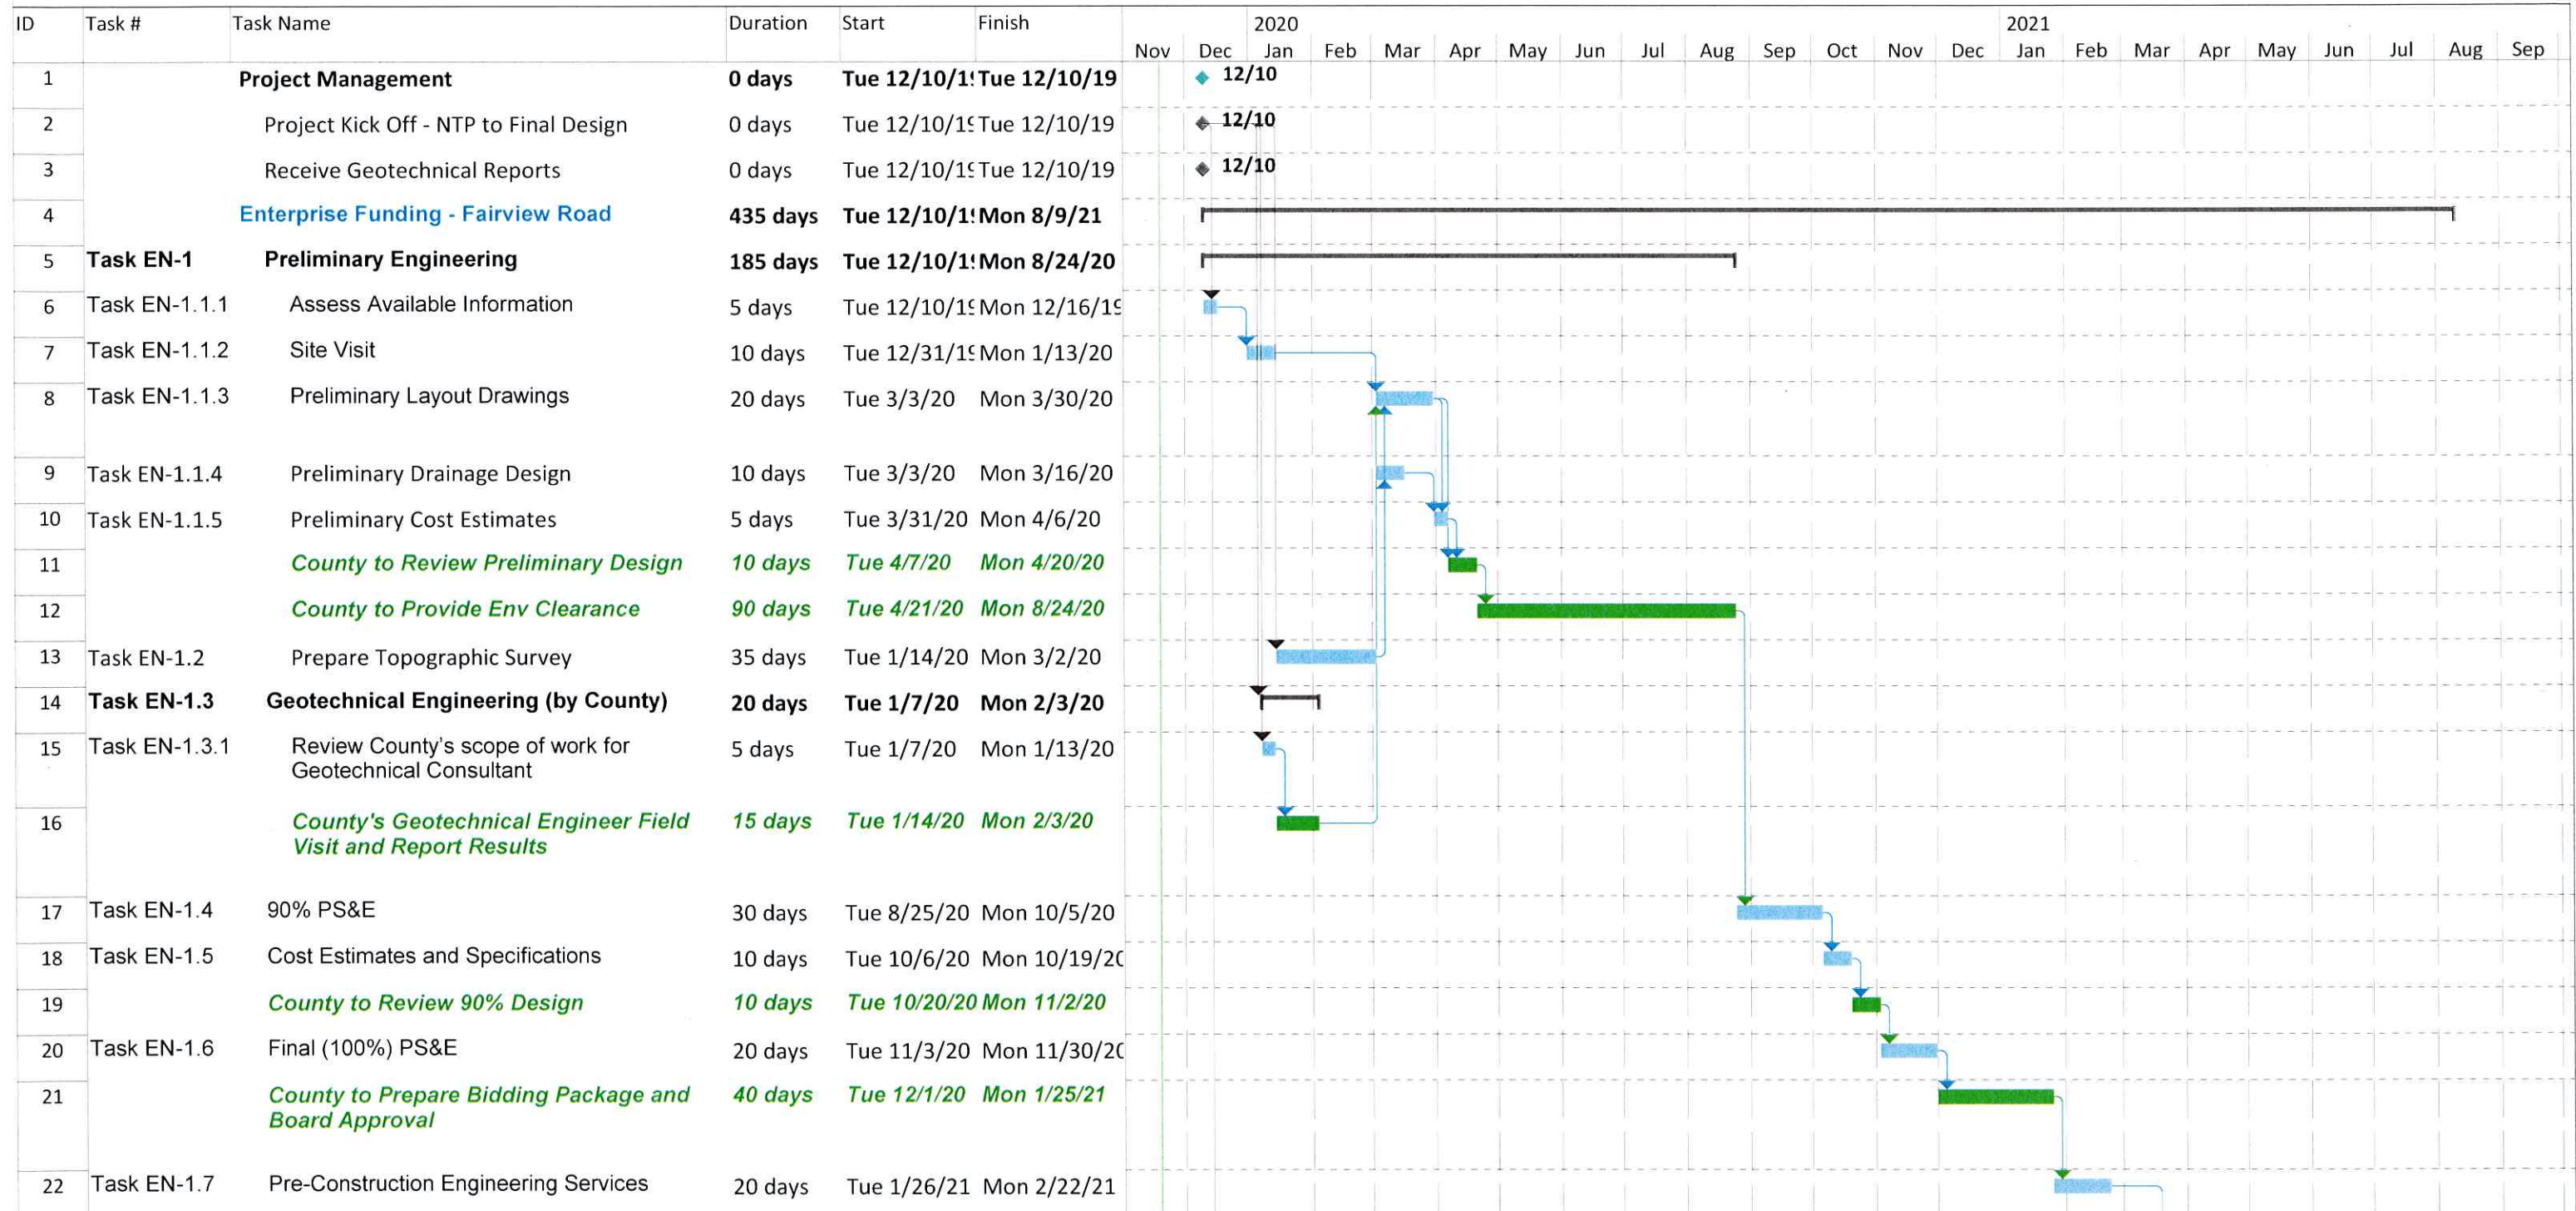 ID Task # Task Name Duration Start Finish 2020 2021
Nov Dec Jan Feb Mar Apr May Jun Jul Aug Sep Oct Nov Dec Jan Feb Mar Apr May Jun Jul Aug Sep
1 Project Management 0 days Tue 12/10/19 Tue 12/10/19 12/10
2 Project Kick Off - NTP to Final Design 0 days Tue 12/10/19 Tue 12/10/19 12/10
3 Receive Geotechnical Reports 0 days Tue 12/10/19 Tue 12/10/19 12/10
4 Enterprise Funding - Fairview Road 435 days Tue 12/10/19 Mon 8/9/21
5 Task EN-1 Preliminary Engineering 185 days Tue 12/10/19 Mon 8/24/20
6 Task EN-1.1.1 Assess Available Information 5 days Tue 12/10/19 Mon 12/16/19
7 Task EN-1.1.2 Site Visit 10 days Tue 12/31/19 Mon 1/13/20
8 Task EN-1.1.3 Preliminary Layout Drawings 20 days Tue 3/3/20 Mon 3/30/20
9 Task EN-1.1.4 Preliminary Drainage Design 10 days Tue 3/3/20 Mon 3/16/20
10 Task EN-1.1.5 Preliminary Cost Estimates 5 days Tue 3/31/20 Mon 4/6/20
11 County to Review Preliminary Design 10 days Tue 4/7/20 Mon 4/20/20
12 County to Provide Env Clearance 90 days Tue 4/21/20 Mon 8/24/20
13 Task EN-1.2 Prepare Topographic Survey 35 days Tue 1/14/20 Mon 3/2/20
14 Task EN-1.3 Geotechnical Engineering (by County) 20 days Tue 1/7/20 Mon 2/3/20
15 Task EN-1.3.1 Review County's scope of work for 5 days Tue 1/7/20 Mon 1/13/20
Geotechnical Consultant
16 County's Geotechnical Engineer Field 15 days Tue 1/14/20 Mon 2/3/20
Visit and Report Results
17 Task EN-1.4 90% PS&E 30 days Tue 8/25/20 Mon 10/5/20
18 Task EN-1.5 Cost Estimates and Specifications 10 days Tue 10/6/20 Mon 10/19/20
19 County to Review 90% Design 10 days Tue 10/20/20 Mon 11/2/20
20 Task EN-1.6 Final (100%) PS&E 20 days Tue 11/3/20 Mon 11/30/20
21 County to Prepare Bidding Package and 40 days Tue 12/1/20 Mon 1/25/21
Board Approval
22 Task EN-1.7 Pre-Construction Engineering Services 20 days Tue 1/26/21 Mon 2/22/21